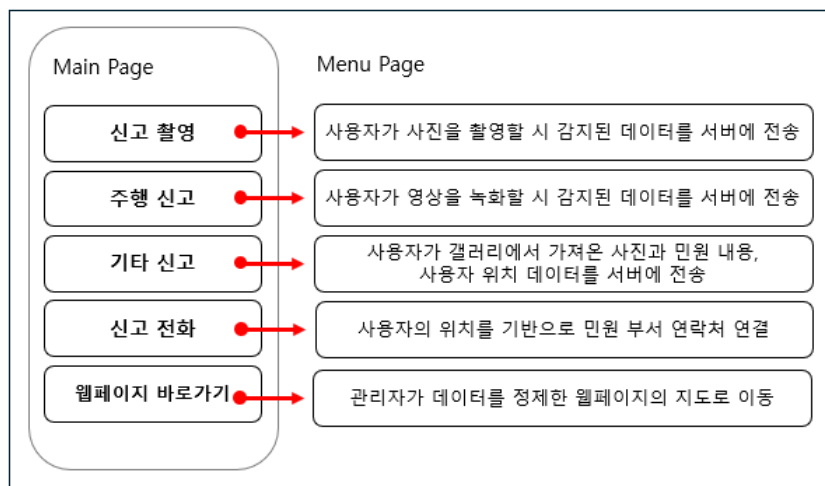 Main Page
Menu Page
신고 촬영
사용자가 사진을 촬영할 시 감지된 데이터를 서버에 전송
주행 신고
사용자가 영상을 녹화할 시 감지된 데이터를 서버에 전송
기타 신고
사용자가 갤러리에서 가져온 사진과 민원 내용,
사용자 위치 데이터를 서버에 전송
신고 전화
사용자의 위치를 기반으로 민원 부서 연락처 연결
웹페이지 바로가기
관리자가 데이터를 정제한 웹페이지의 지도로 이동